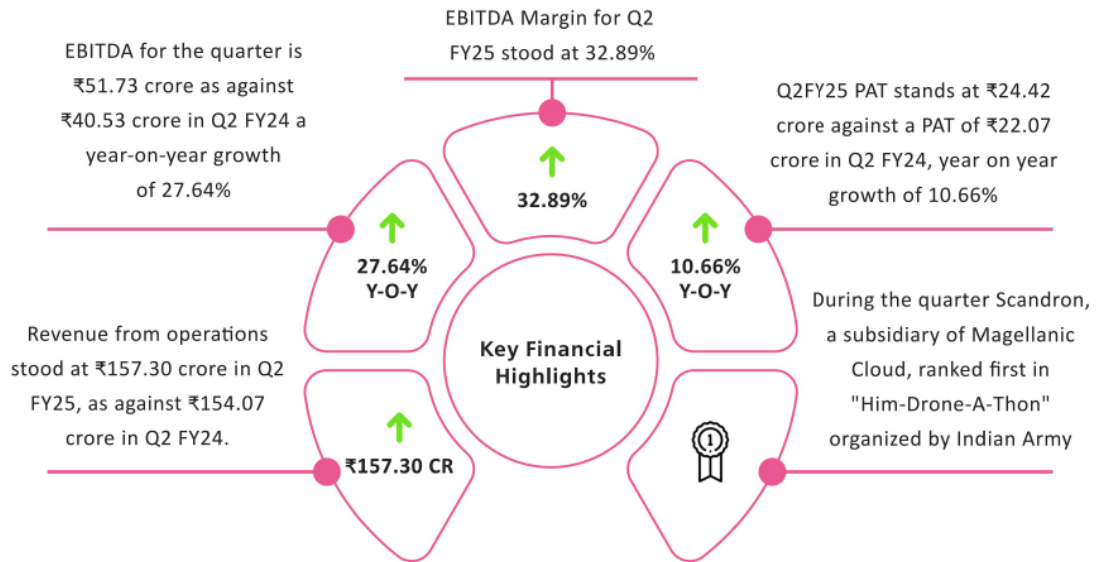 EBITDA Margin for Q2
FY25 stood at 32.89%
EBITDA for the quarter is
₹51.73 crore as against
₹40.53 crore in Q2 FY24 a
year-on-year growth
of 27.64%
Q2FY25 PAT stands at ₹24.42
crore against a PAT of ₹22.07
crore in Q2 FY24, year on year
growth of 10.66%
32.89%
27.64%
Y-O-Y
10.66%
Y-O-Y
Revenue from operations
stood at ₹157.30 crore in Q2
FY25, as against ₹154.07
crore in Q2 FY24.
Key Financial
Highlights
During the quarter Scandron,
a subsidiary of Magellanic
Cloud, ranked first in
"Him-Drone-A-Thon"
organized by Indian Army
₹157.30 CR
1